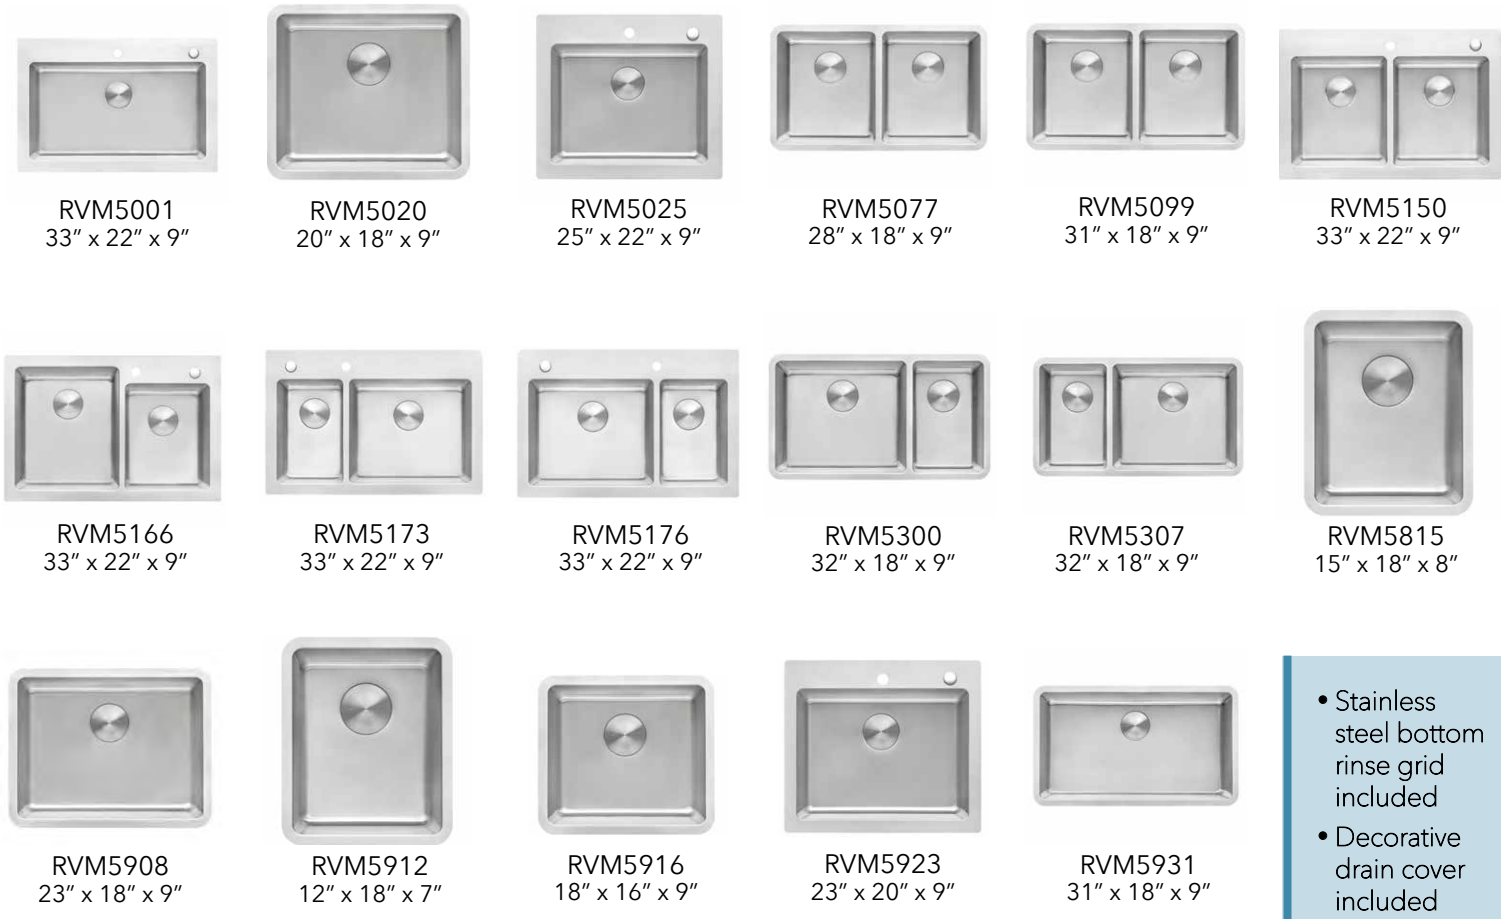 RVM5001
33” x 22” x 9”
RVM5020
20” x 18” x 9”
RVM5025
25” x 22” x 9”
RVM5077
28” x 18” x 9”
RVM5099
31” x 18” x 9”
RVM5150
33” x 22” x 9”
RVM5166
33” x 22” x 9”
RVM5173
33” x 22” x 9”
RVM5176
33” x 22” x 9”
RVM5300
32” x 18” x 9”
RVM5307
32” x 18” x 9”
RVM5815
15” x 18” x 8”
RVM5908
23” x 18” x 9”
RVM5912
12” x 18” x 7”
RVM5916
18” x 16” x 9”
RVM5923
23” x 20” x 9”
RVM5931
31” x 18” x 9”
• Stainless
steel bottom
rinse grid
included
• Decorative
drain cover
included